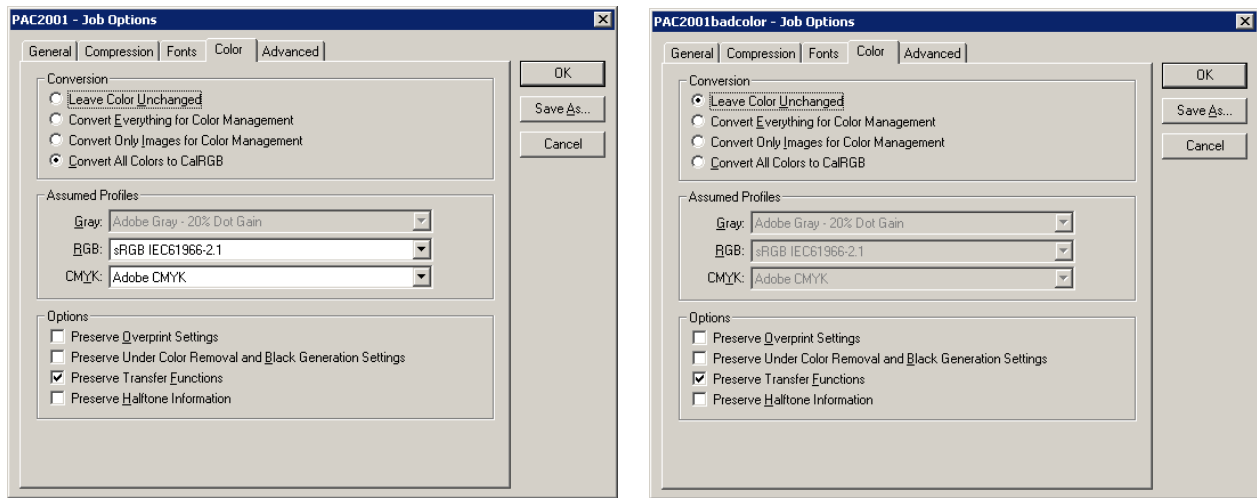 PAC2001 - Job Options
General Compression Fonts Color Advanced
Conversion
Leave Color Unchanged
Convert Everything for Color Management
Convert Only Images for Color Management
Convert All Colors to CalRGB
Assumed Profiles
Gray: Adobe Gray - 20% Dot Gain
RGB: sRGB IEC61966-2.1
CMYK: Adobe CMYK
Options
Preserve Overprint Settings
Preserve Under Color Removal and Black Generation Settings
Preserve Transfer Functions
Preserve Halftone Information
OK
Save As...
Cancel
PAC2001badcolor - Job Options
General Compression Fonts Color Advanced
Conversion
Leave Color Unchanged
Convert Everything for Color Management
Convert Only Images for Color Management
Convert All Colors to CalRGB
Assumed Profiles
Gray: Adobe Gray - 20% Dot Gain
RGB: sRGB IEC61966-2.1
CMYK: Adobe CMYK
Options
Preserve Overprint Settings
Preserve Under Color Removal and Black Generation Settings
Preserve Transfer Functions
Preserve Halftone Information
OK
Save As...
Cancel